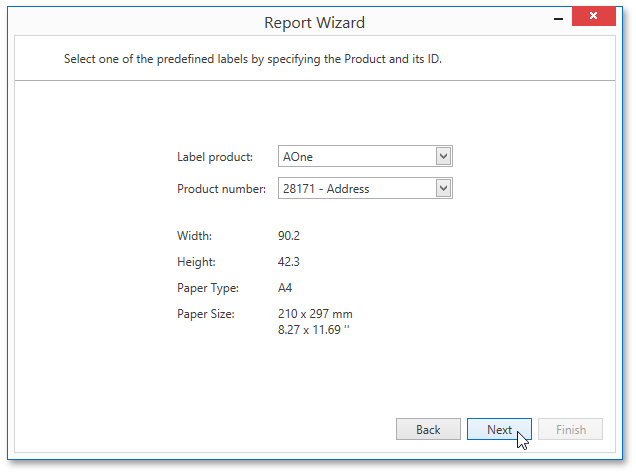 Report Wizard
Select one of the predefined labels by specifying the Product and its ID.
Label product: AOne
Product number: 28171 - Address
Width: 90.2
Height: 42.3
Paper Type: A4
Paper Size: 210 x 297 mm
8.27 x 11.69 "
Back Next Finish